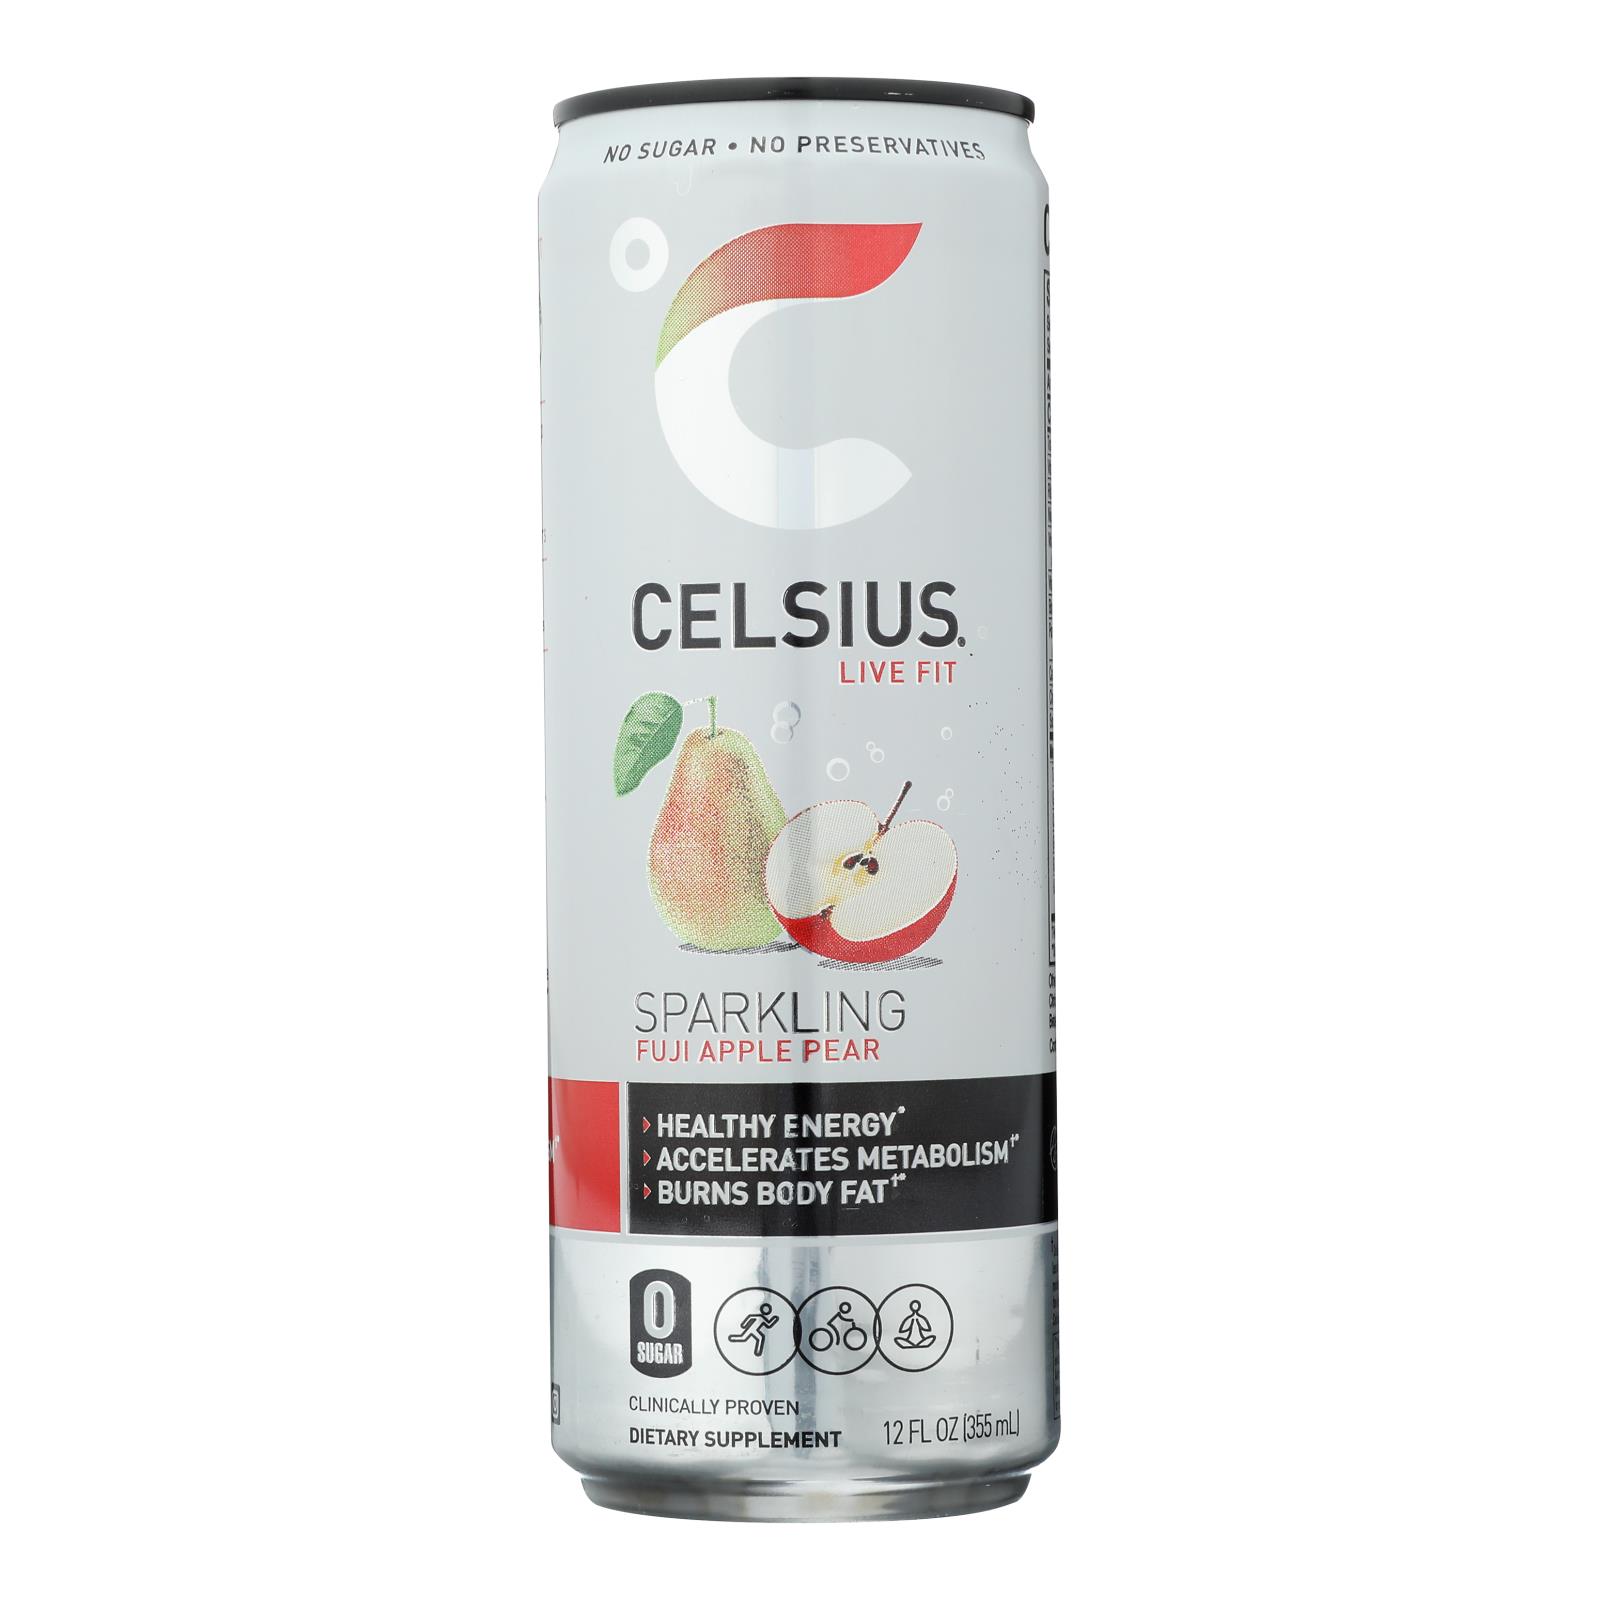 NO SUGAR • NO PRESERVATIVES
CELSIUS®
LIVE FIT
SPARKLING
FUJI APPLE PEAR
HEALTHY ENERGY*
ACCELERATES METABOLISM†*
BURNS BODY FAT†*
0
SUGAR
CLINICALLY PROVEN
DIETARY SUPPLEMENT
12 FL OZ (355 mL)